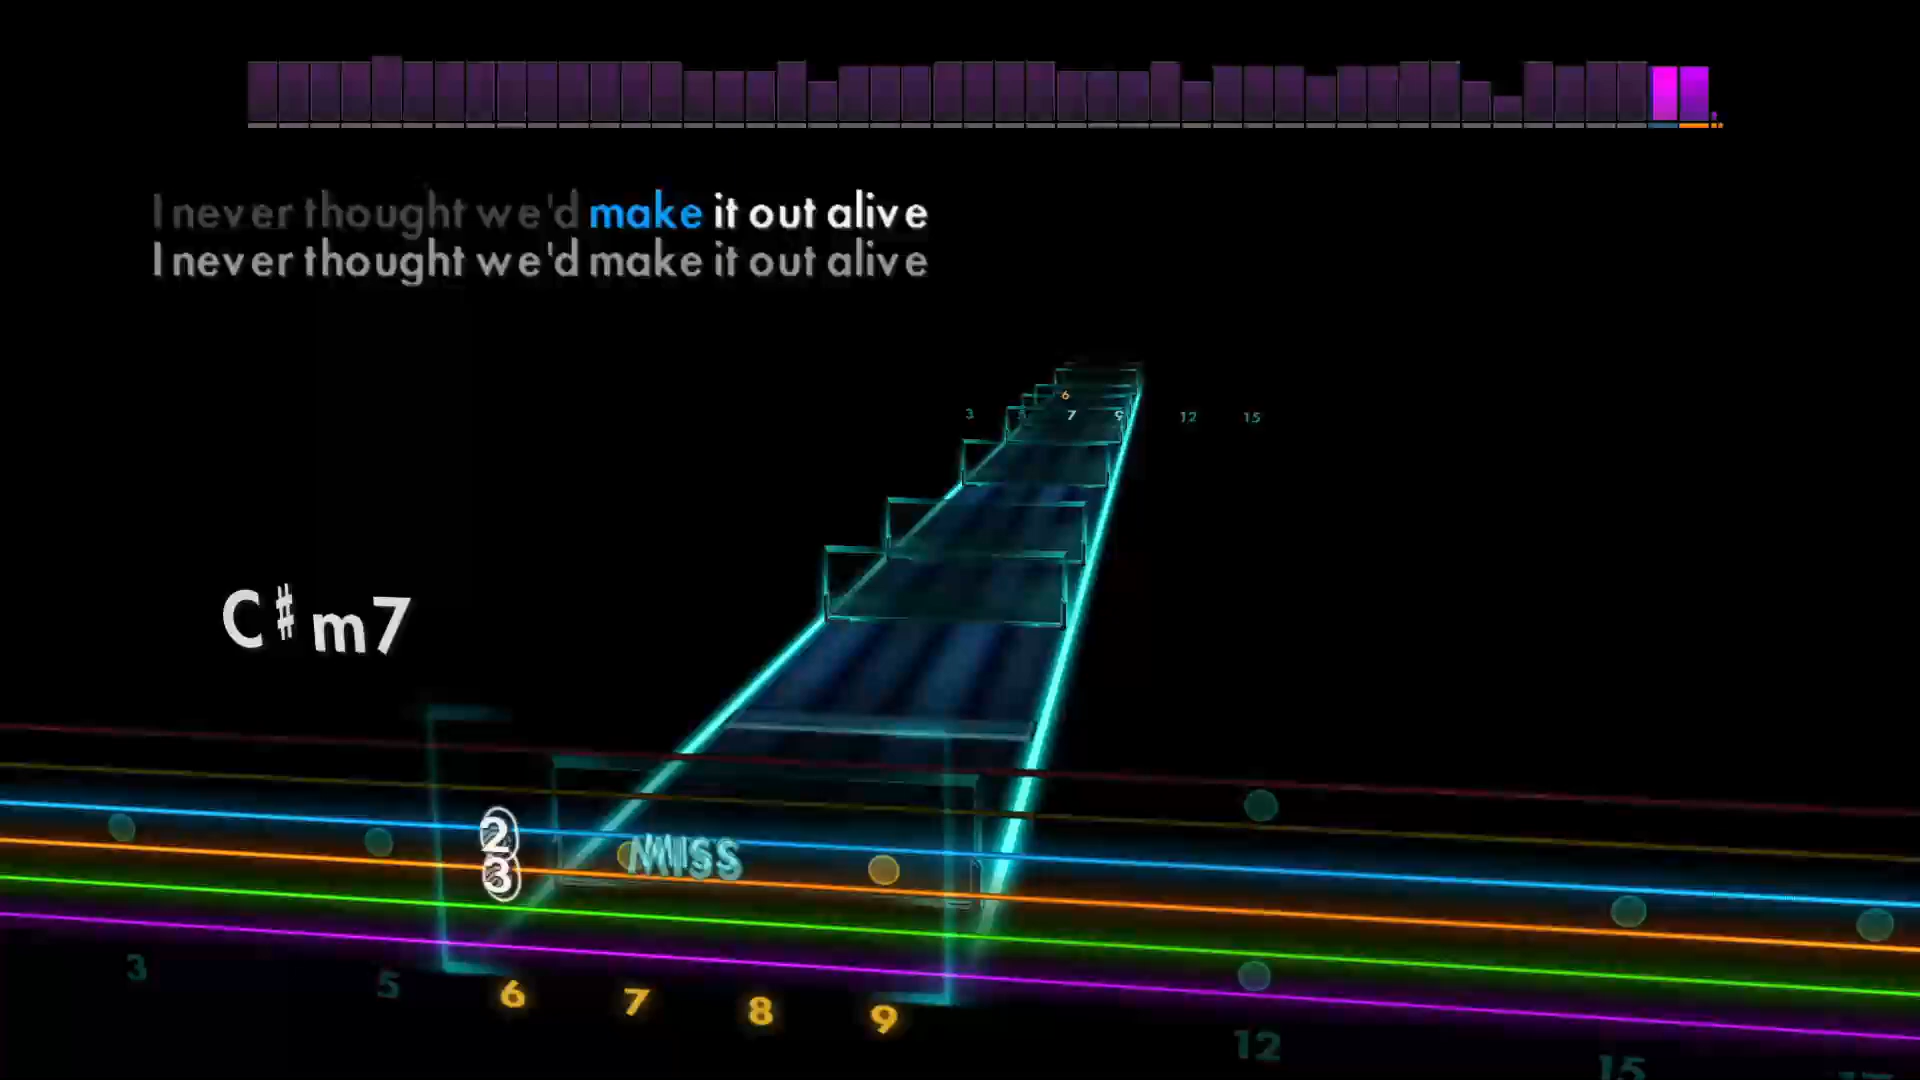 I never thought we'd make it out alive
I never thought we'd make it out alive
6
3 7 9 12 15
C♯m7
2
3
MISS
3 5 6 7 8 9 12 15